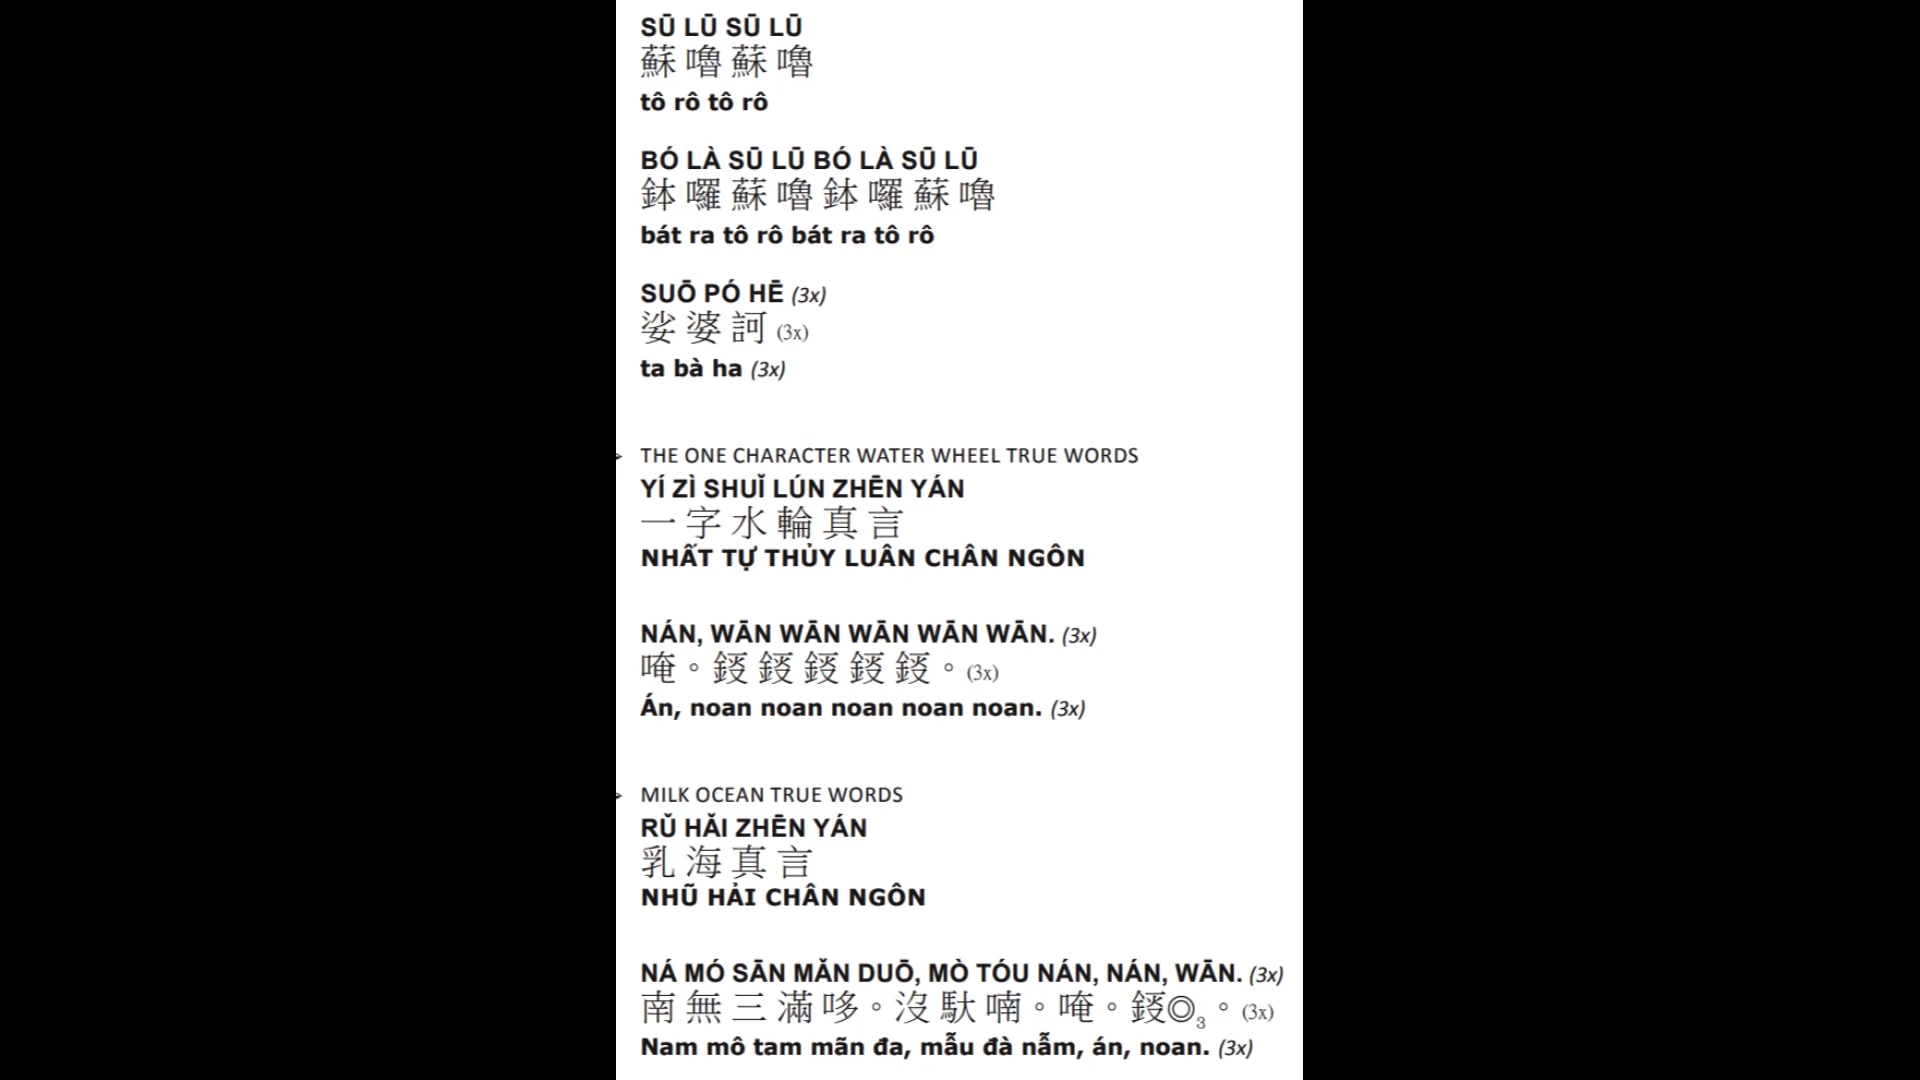 SŪ LŪ SŪ LŪ
蘇 嚕 蘇 嚕
tô rô tô rô
BÓ LÀ SŪ LŪ BÓ LÀ SŪ LŪ
鉢 囉 蘇 嚕 鉢 囉 蘇 嚕
bát ra tô rô bát ra tô rô
SUŌ PÓ HĒ (3x)
娑 婆 訶 (3x)
ta bà ha (3x)
THE ONE CHARACTER WATER WHEEL TRUE WORDS
YÍ ZÌ SHUǏ LÚN ZHĒN YÁN
一 字 水 輪 真 言
NHẤT TỰ THỦY LUÂN CHÂN NGÔN
NÁN, WĀN WĀN WĀN WĀN WĀN. (3x)
唵。鋄 鋄 鋄 鋄 鋄。(3x)
Án, noan noan noan noan noan. (3x)
MILK OCEAN TRUE WORDS
RǓ HǍI ZHĒN YÁN
乳 海 真 言
NHŨ HẢI CHÂN NGÔN
NÁ MÓ SĀN MǍN DUŌ, MÒ TÓU NÁN, NÁN, WĀN. (3x)
南 無 三 滿 哆。沒 馱 喃。唵。鋄◎3。(3x)
Nam mô tam mãn đa, mẫu đà nẫm, án, noan. (3x)